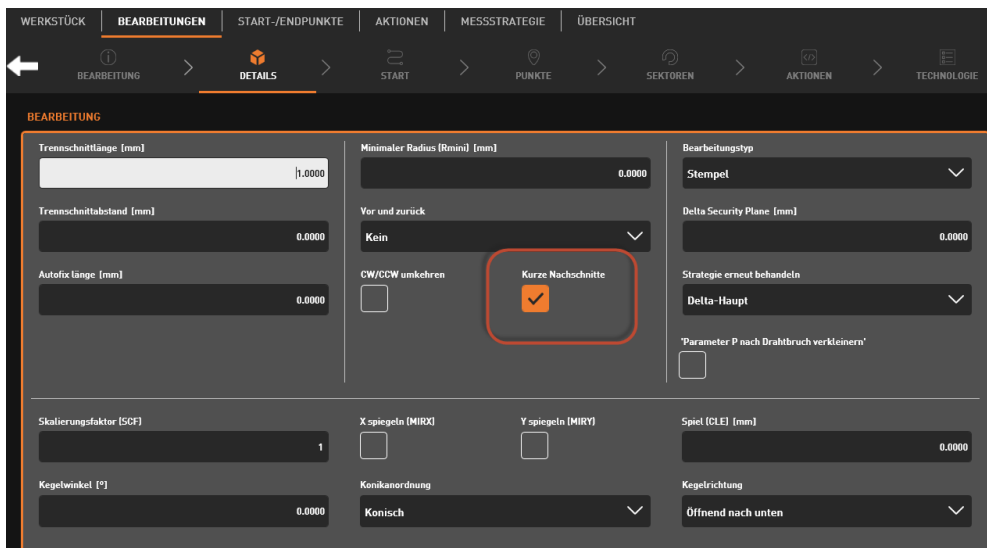 WERKSTÜCK BEARBEITUNGEN START-/ENDPUNKTE AKTIONEN MESSSTRATEGIE ÜBERSICHT
BEARBEITUNG DETAILS START PUNKTE SEKTOREN AKTIONEN TECHNOLOGIE
BEARBEITUNG
Trennschnittlänge [mm] Minimaler Radius (Rmini) [mm] Bearbeitungstyp
1.0000 0.0000 Stempel
Trennschnittabstand [mm] Vor und zurück Delta Security Plane [mm]
0.0000 Kein 0.0000
Autofix länge [mm] CW/CCW umkehren Kurze Nachschnitte Strategie erneut behandeln
0.0000 Delta-Haupt
'Parameter P nach Drahtbruch verkleinern'
Skalierungsfaktor (SCF) X spiegeln (MIRX) Y spiegeln (MIRY) Spiel (CLE) [mm]
1 0.0000
Kegelwinkel [°] Konikanordnung Kegelrichtung
0.0000 Konisch Öffnend nach unten